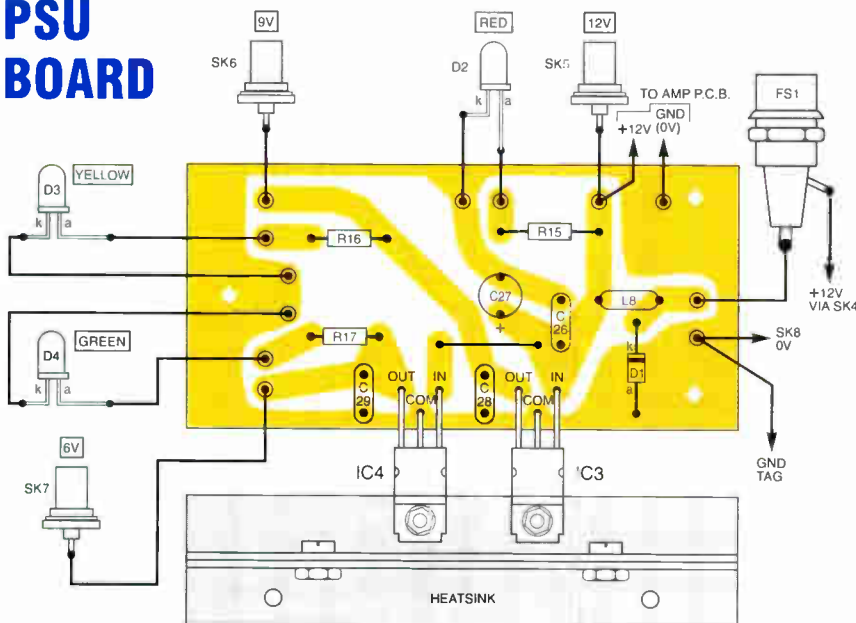 PSU
BOARD
9V
SK6
RED
D2
k a
12V
SK5
TO AMP P.C.B.
+12V
GND
(0V)
FS1
+12V
VIA SK4
D3
YELLOW
k a
R16
R15
C27
+
C
26
L8
k
D1
a
SK8
0V
GND
TAG
D4
GREEN
k a
R17
C
29
OUT IN
COM
C
28
OUT IN
COM
6V
SK7
IC4
IC3
HEATSINK